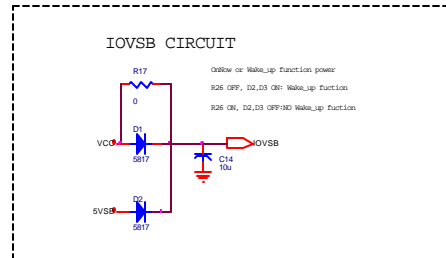 IOVSB CIRCUIT
R17
0
OnNow or Wake_up function power
R26 OFF, D2,D3 ON: Wake_up fuction
R26 ON, D2,D3 OFF:NO Wake_up fuction
D1
VCC
5817
IOVSB
C14
10u
D2
5VSB
5817